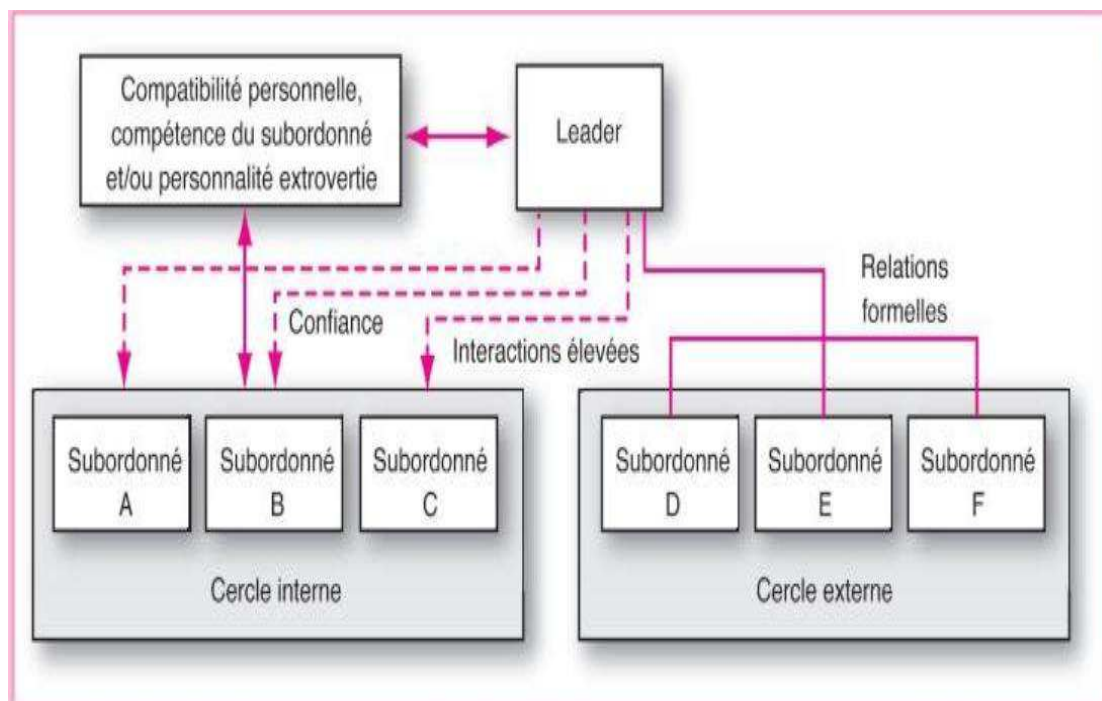 Compatibilité personnelle,
compétence du subordonné
et/ou personnalité extrovertie
Leader
Relations
formelles
Confiance
Interactions élevées
Subordonné
A
Subordonné
B
Subordonné
C
Subordonné
D
Subordonné
E
Subordonné
F
Cercle interne
Cercle externe